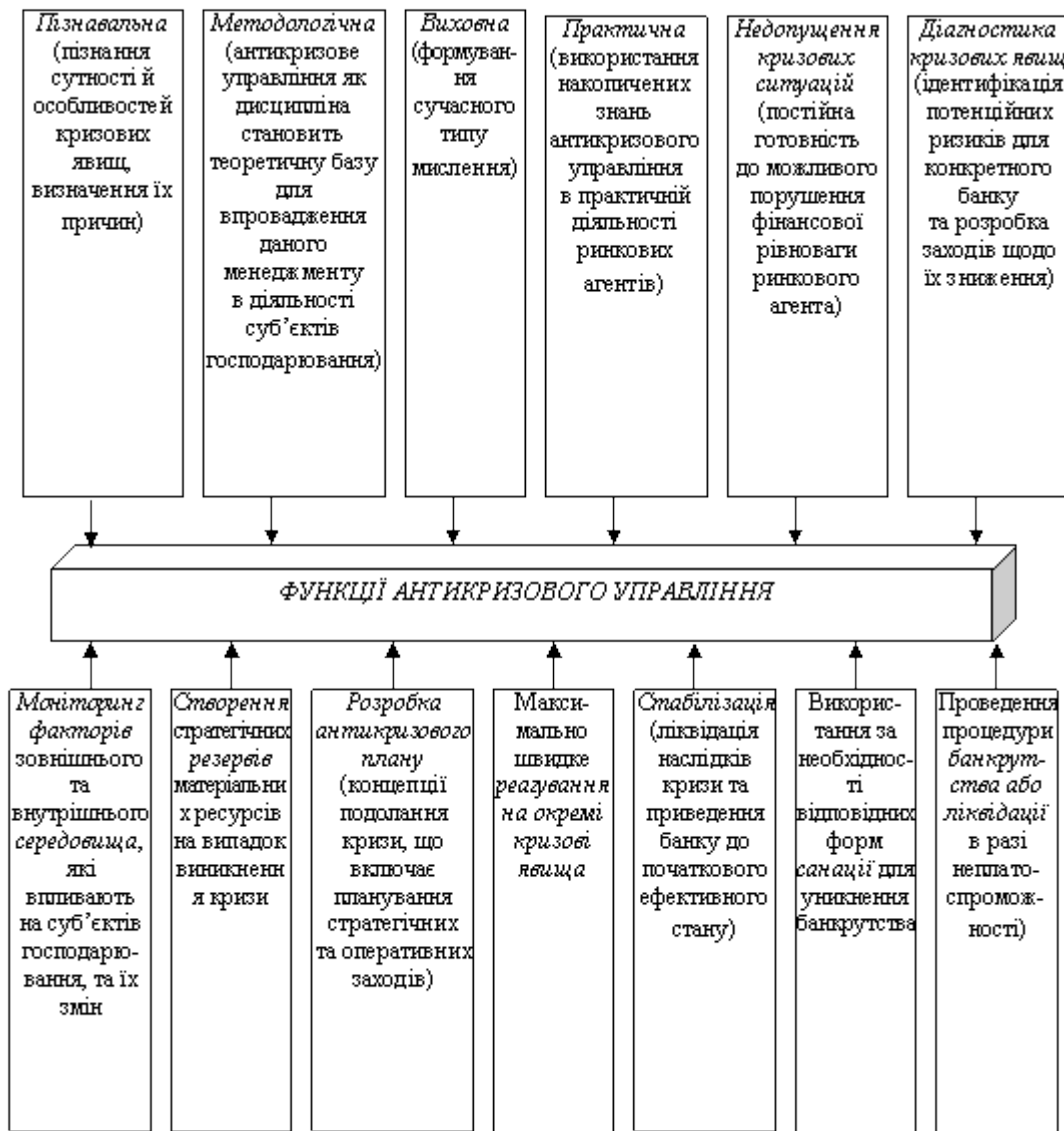 Пізнавальна
(пізнання
сутності й
особливостей
кризових
явищ,
визначення їх
причин)
Методологічна
(антикризове
управління як
дисципліна
становить
теоретичну базу
для
впровадження
даного
менеджменту
в діяльності
суб’єктів
господарювання)
Виховна
(формуван-
ня
сучасного
типу
мислення)
Практична
(використання
накопичених
знань
антикризового
управління
в практичній
діяльності
ринкових
агентів)
Недопущення
кризових
ситуацій
(постійна
готовність
до можливого
порушення
фінансової
рівноваги
ринкового
агента)
Діагностика
кризових явищ
(ідентифікація
потенційних
ризиків для
конкретного
банку
та розробка
заходів щодо
їх зниження)
ФУНКЦІЇ АНТИКРИЗОВОГО УПРАВЛІННЯ
Моніторинг
факторів
зовнішнього
та
внутрішнього
середовища,
які
впливають
на суб’єктів
господарю-
вання, та їх
змін
Створення
стратегічних
резервів
матеріальни
х ресурсів
на випадок
виникненн
я кризи
Розробка
антикризового
плану
(концепції
подолання
кризи, що
включає
планування
стратегічних
та оперативних
заходів)
Макси-
мально
швидке
реагування
на окремі
кризові
явища
Стабілізація
(ліквідація
наслідків
кризи та
приведення
банку до
початкового
ефективного
стану)
Викорис-
тання за
необхіднос-
ті
відповідних
форм
санації для
уникнення
банкрутства
Проведення
процедури
банкрут-
ства або
ліквідації
в разі
неплато-
спромож-
ності)